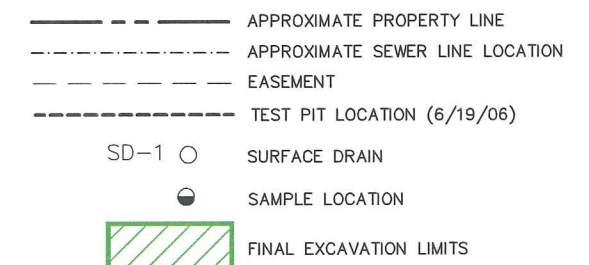 APPROXIMATE PROPERTY LINE
APPROXIMATE SEWER LINE LOCATION
EASEMENT
TEST PIT LOCATION (6/19/06)
SD-1 SURFACE DRAIN
SAMPLE LOCATION
FINAL EXCAVATION LIMITS